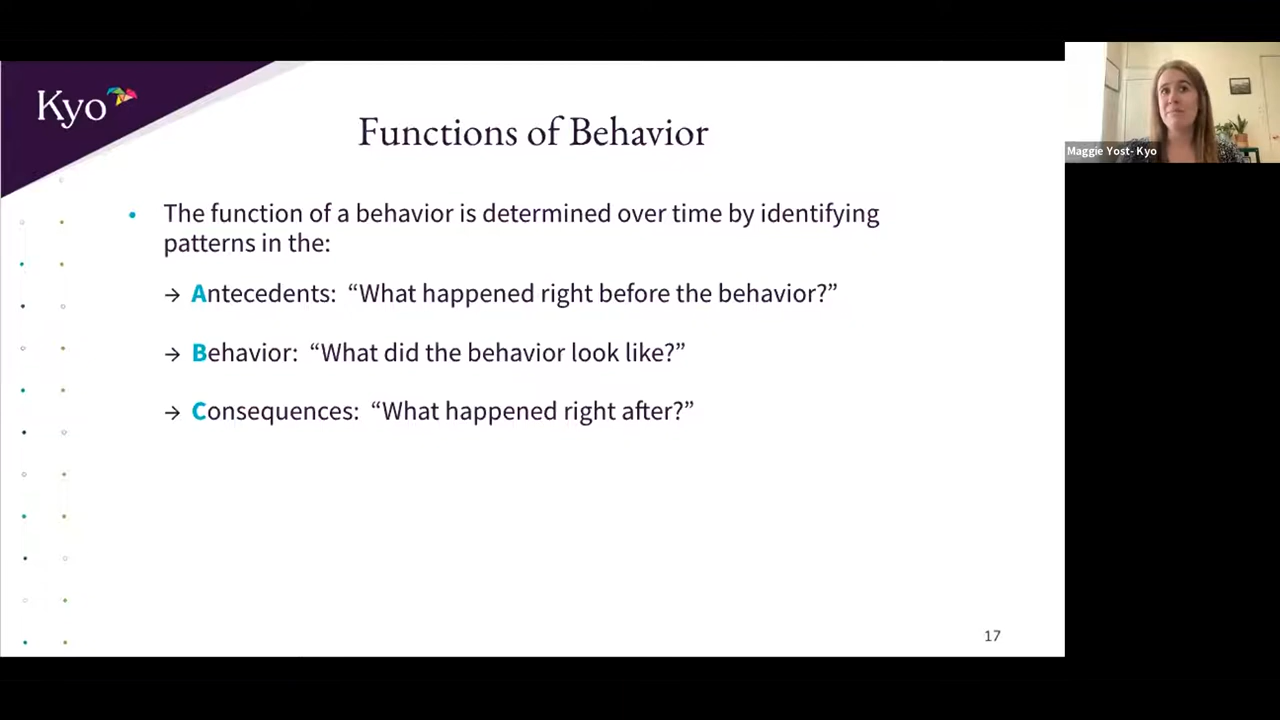 Kyo
Functions of Behavior
Maggie Yost- Kyo
• The function of a behavior is determined over time by identifying
patterns in the:
→ Antecedents: “What happened right before the behavior?”
→ Behavior: “What did the behavior look like?”
→ Consequences: “What happened right after?”
17